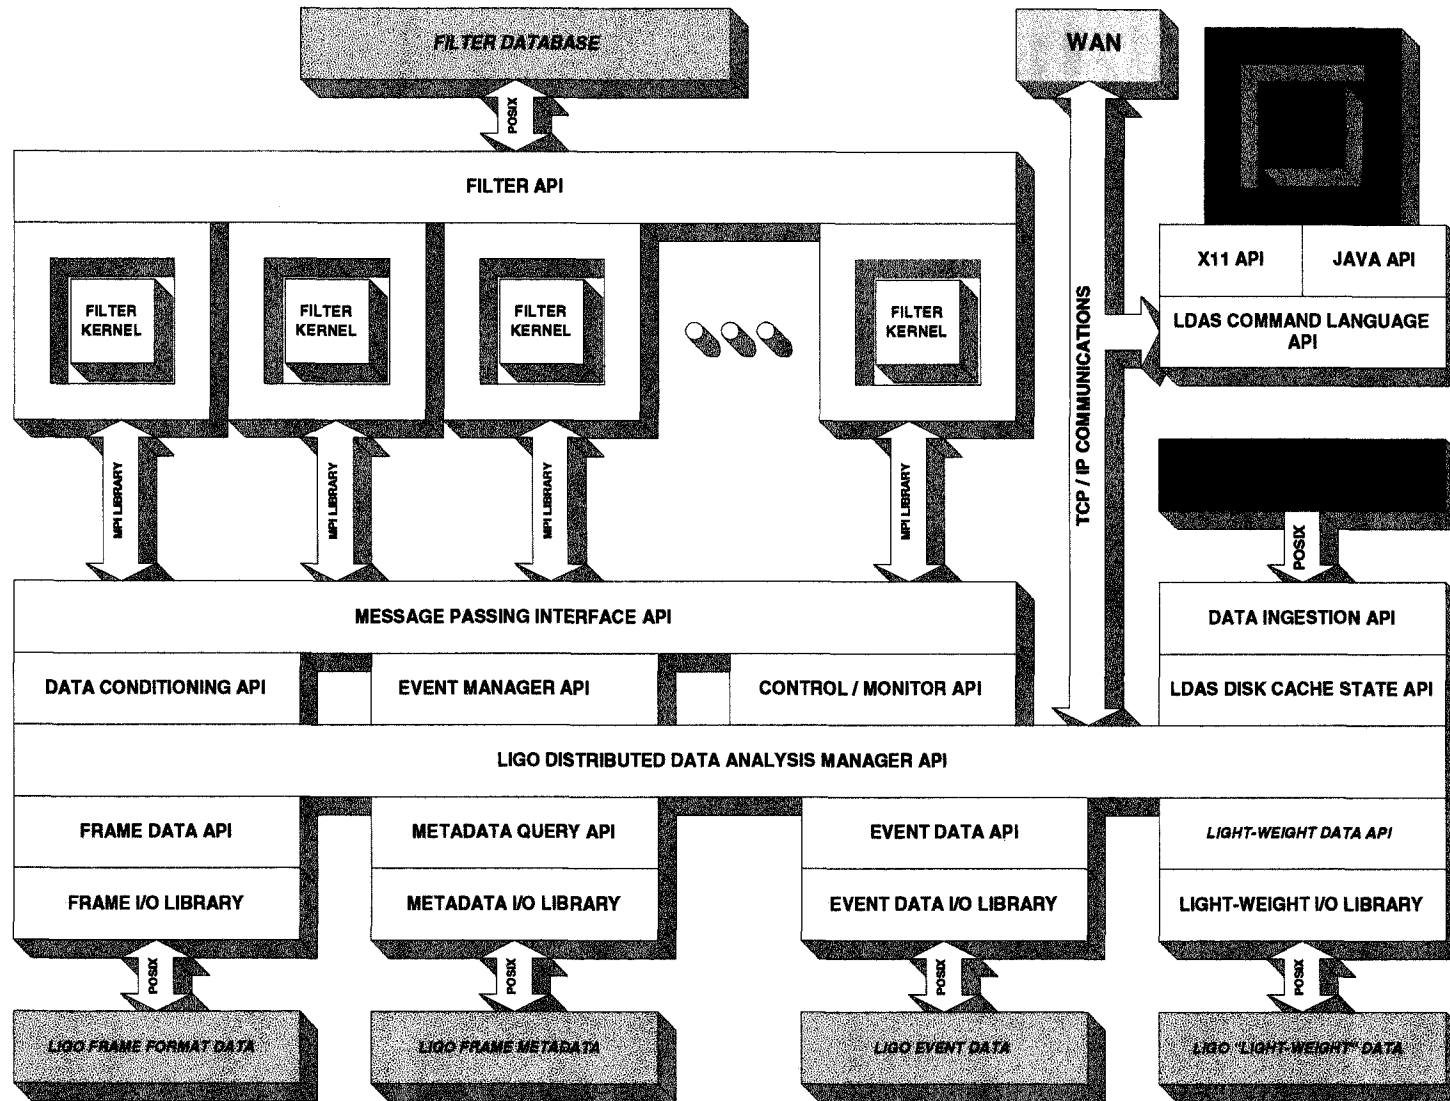 FILTER DATABASE
WAN
POSIX
FILTER API
X11 API
JAVA API
LDAS COMMAND LANGUAGE
API
FILTER
KERNEL
FILTER
KERNEL
FILTER
KERNEL
FILTER
KERNEL
TCP / IP COMMUNICATIONS
MPI LIBRARY
MPI LIBRARY
MPI LIBRARY
MPI LIBRARY
POSIX
MESSAGE PASSING INTERFACE API
DATA INGESTION API
DATA CONDITIONING API
EVENT MANAGER API
CONTROL / MONITOR API
LDAS DISK CACHE STATE API
LIGO DISTRIBUTED DATA ANALYSIS MANAGER API
FRAME DATA API
METADATA QUERY API
EVENT DATA API
LIGHT-WEIGHT DATA API
FRAME I/O LIBRARY
METADATA I/O LIBRARY
EVENT DATA I/O LIBRARY
LIGHT-WEIGHT I/O LIBRARY
POSIX
POSIX
POSIX
POSIX
LIGO FRAME FORMAT DATA
LIGO FRAME METADATA
LIGO EVENT DATA
LIGO "LIGHT-WEIGHT" DATA